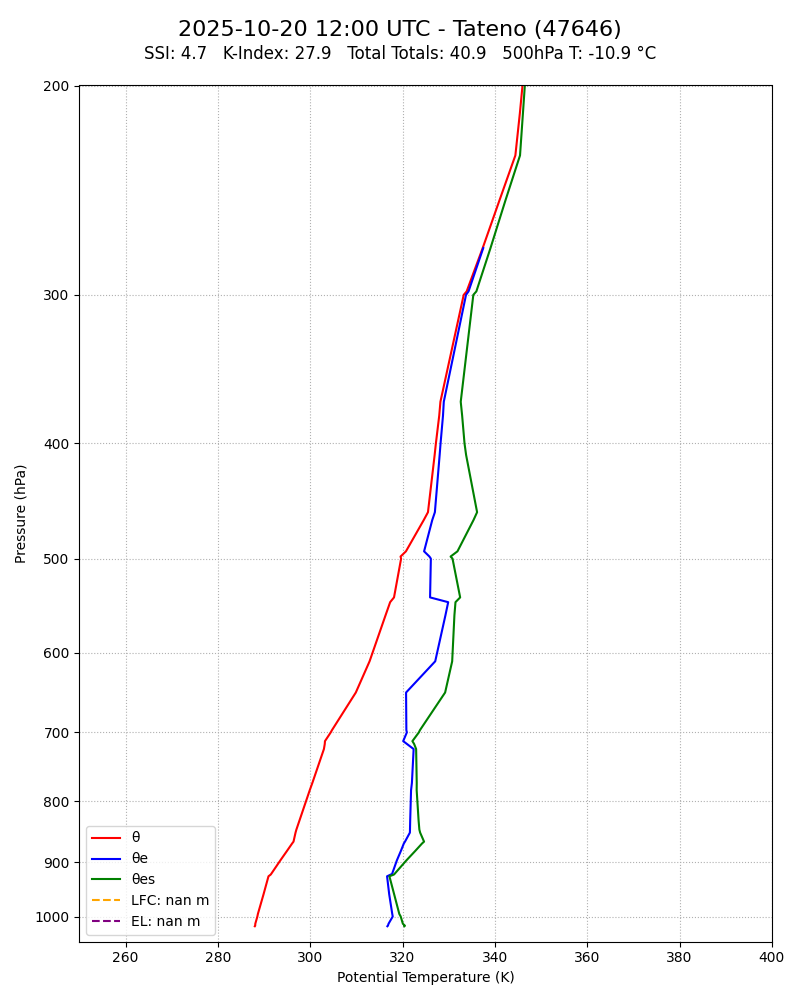 2025-10-20 12:00 UTC - Tateno (47646)
SSI: 4.7   K-Index: 27.9   Total Totals: 40.9   500hPa T: -10.9 °C
Pressure (hPa)
200
300
400
500
600
700
800
900
1000
θ
θe
θes
LFC: nan m
EL: nan m
260 280 300 320 340 360 380 400
Potential Temperature (K)